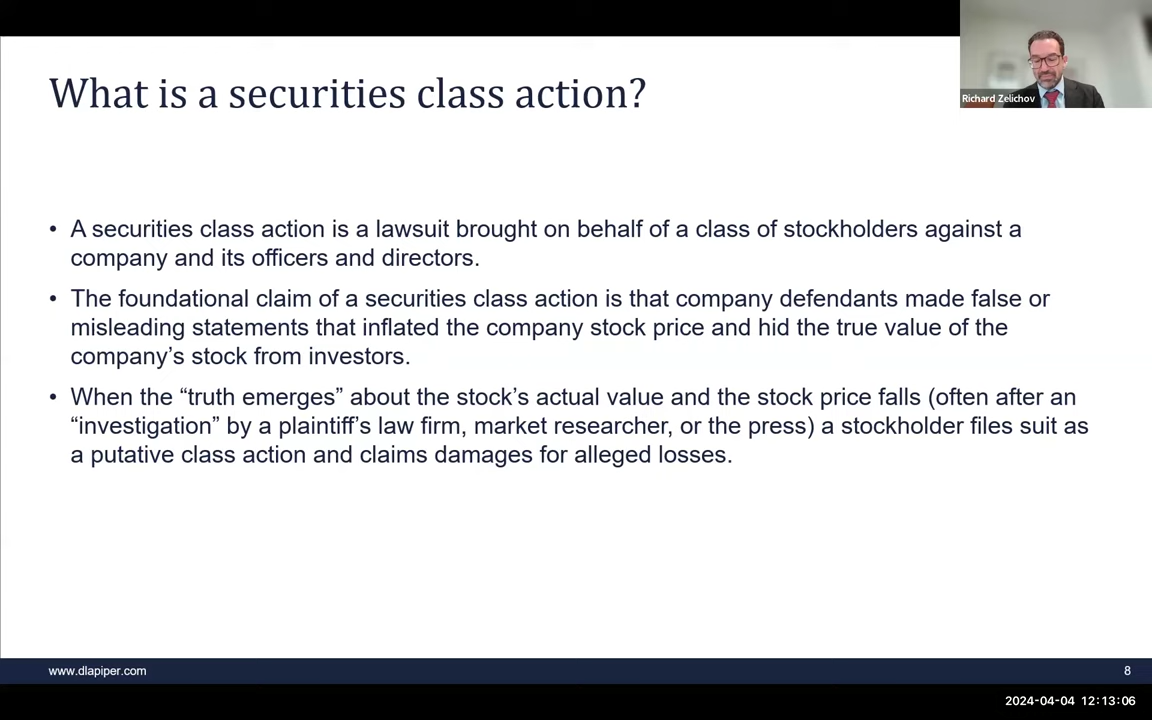 What is a securities class action?
Richard Zelichov
• A securities class action is a lawsuit brought on behalf of a class of stockholders against a
company and its officers and directors.
• The foundational claim of a securities class action is that company defendants made false or
misleading statements that inflated the company stock price and hid the true value of the
company’s stock from investors.
• When the “truth emerges” about the stock’s actual value and the stock price falls (often after an
“investigation” by a plaintiff’s law firm, market researcher, or the press) a stockholder files suit as
a putative class action and claims damages for alleged losses.
www.dlapiper.com
8
2024-04-04 12:13:06